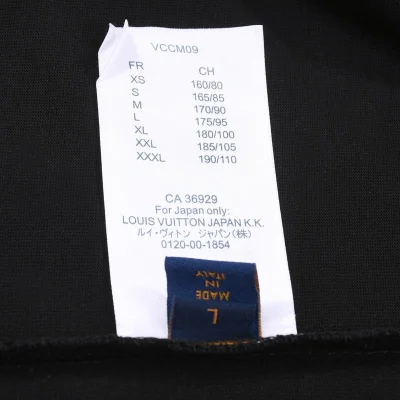 VCCM09
FR CH
XS 160/80
S 165/85
M 170/90
L 175/95
XL 180/100
XXL 185/105
XXXL 190/110
CA 36929
For Japan only:
LOUIS VUITTON JAPAN K.K.
ルイ・ヴィトン ジャパン(株)
0120-00-1854
MADE
IN
ITALY
L